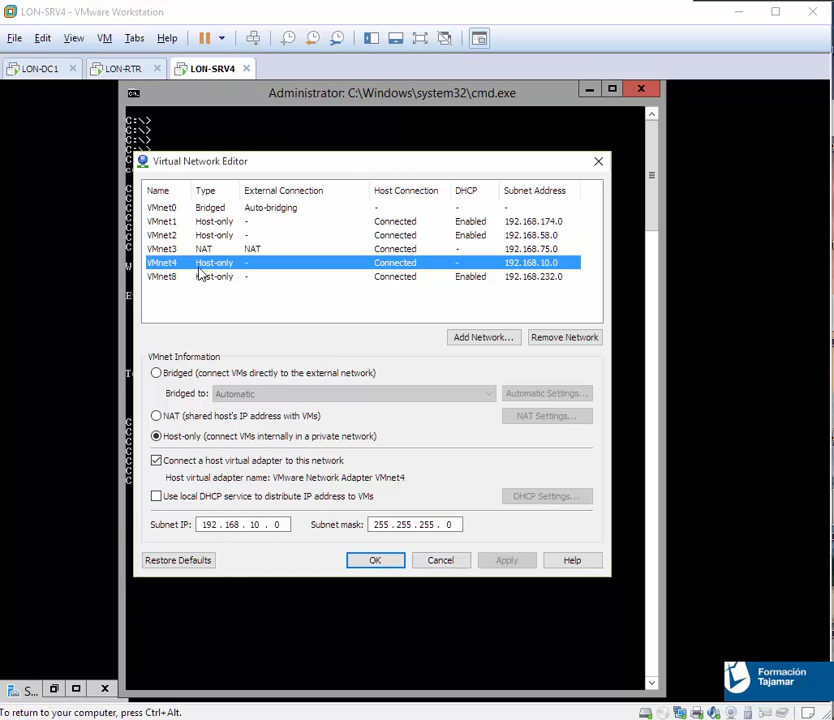 LON-SRV4 - VMware Workstation
File Edit View VM Tabs Help
LON-DC1 LON-RTR LON-SRV4
Administrator: C:\Windows\system32\cmd.exe
C:\>
C:\>
C:\>
Virtual Network Editor
Name Type External Connection Host Connection DHCP Subnet Address
VMnet0 Bridged Auto-bridging - - -
VMnet1 Host-only - Connected Enabled 192.168.174.0
VMnet2 Host-only - Connected Enabled 192.168.58.0
VMnet3 NAT NAT Connected - 192.168.75.0
VMnet4 Host-only - Connected - 192.168.10.0
VMnet8 Host-only - Connected Enabled 192.168.232.0
Add Network... Remove Network
VMnet Information
Bridged (connect VMs directly to the external network)
Bridged to: Automatic Automatic Settings...
NAT (shared host's IP address with VMs) NAT Settings...
Host-only (connect VMs internally in a private network)
Connect a host virtual adapter to this network
Host virtual adapter name: VMware Network Adapter VMnet4
Use local DHCP service to distribute IP address to VMs DHCP Settings...
Subnet IP: 192 . 168 . 10 . 0 Subnet mask: 255 . 255 . 255 . 0
Restore Defaults OK Cancel Apply Help
Formación
Tajamar
S...
To return to your computer, press Ctrl+Alt.